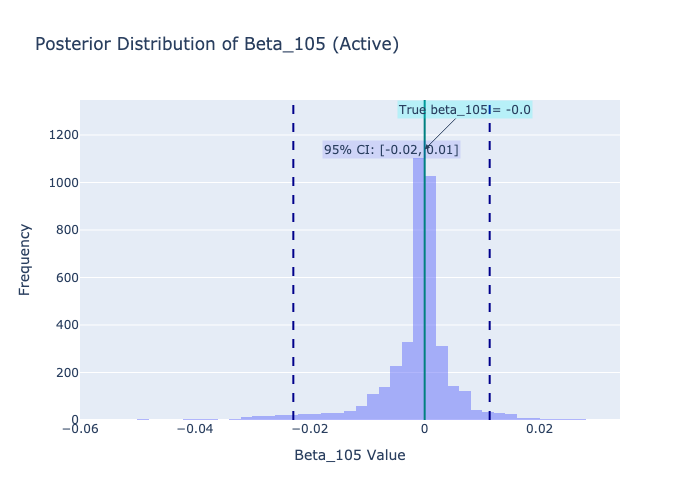 Posterior Distribution of Beta_105 (Active)
True beta_105 = -0.0
95% CI: [-0.02, 0.01]
1200
1000
800
600
400
200
0
Frequency
−0.06
−0.04
−0.02
0
0.02
Beta_105 Value